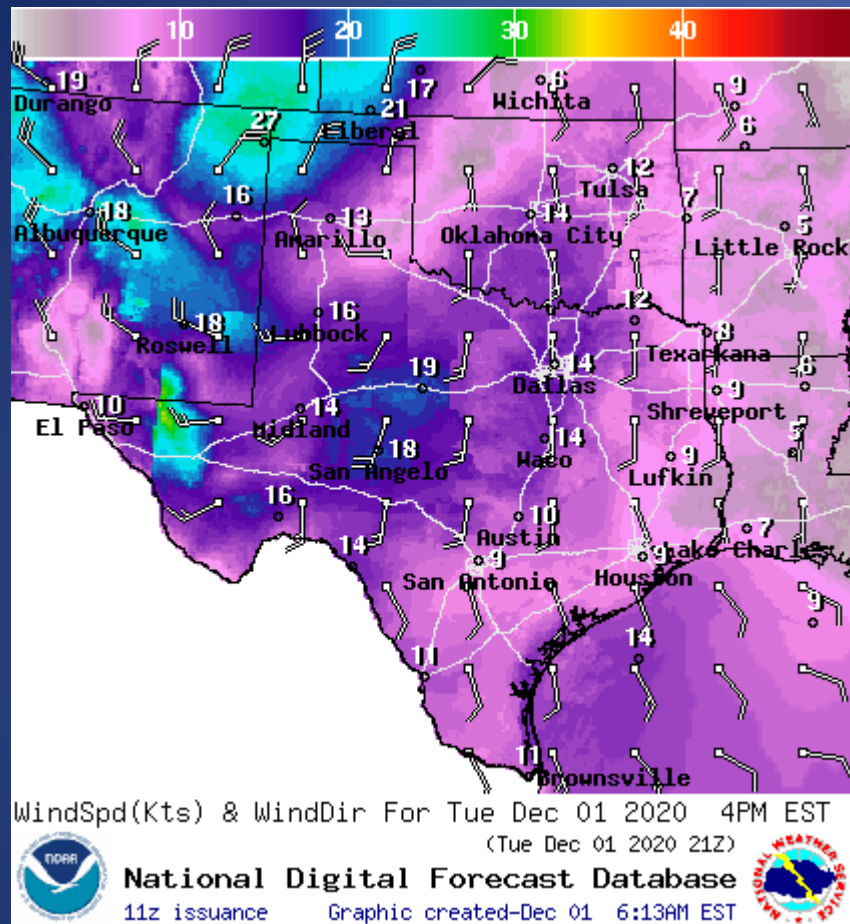 10 20 30 40
19 17 6 9
Durango Wichita
21
27 Liberal 6
12
Tulsa
18 16 13 14 7 5
Albuquerque Amarillo Oklahoma City Little Rock
18 16 12 8
Roswell Lubbock Texarkana
19 14 6
Dallas
10 14 9
El Paso Midland Shreveport
18 14 9 5
San Angelo Waco Lufkin
16 10 7
Austin
14 9 9 Lake Charles
San Antonio Houston
9
14
11
11
Brownsville
WindSpd(Kts) & WindDir For Tue Dec 01 2020 4PM EST
(Tue Dec 01 2020 21Z)
NOAA
National Digital Forecast Database
11z issuance Graphic created-Dec 01 6:13AM EST
NATIONAL WEATHER SERVICE